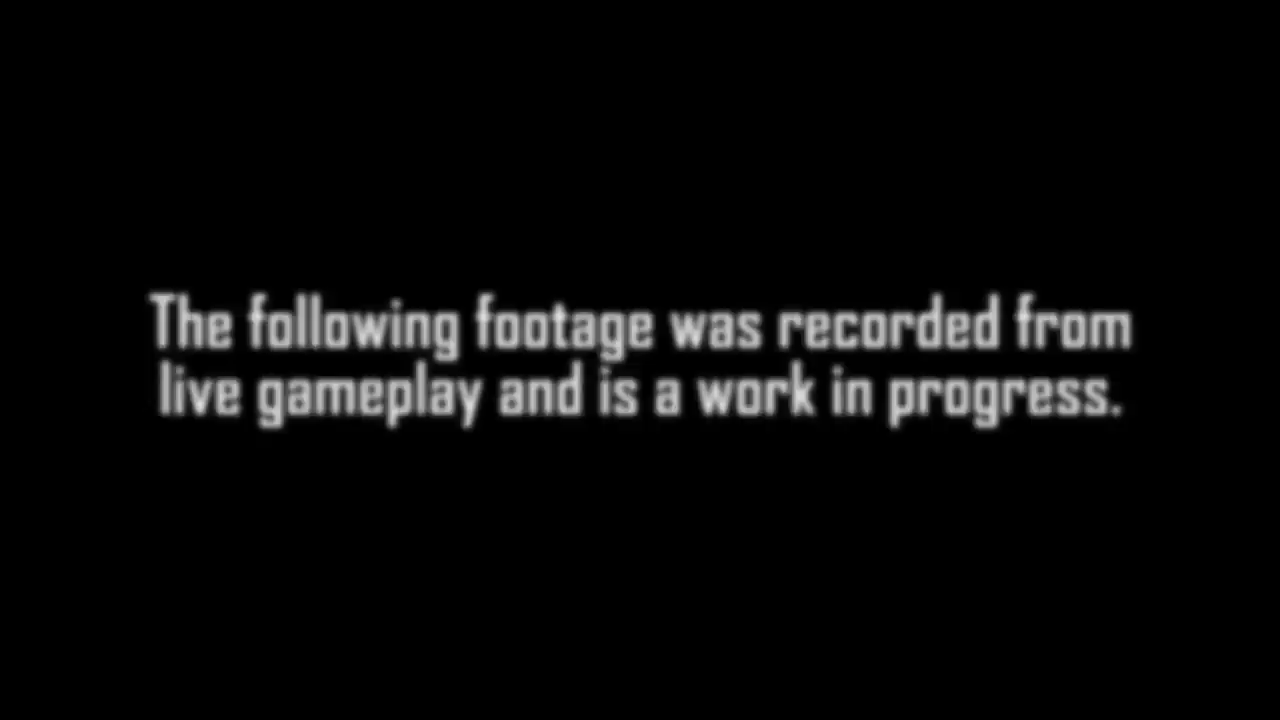 The following footage was recorded from
live gameplay and is a work in progress.